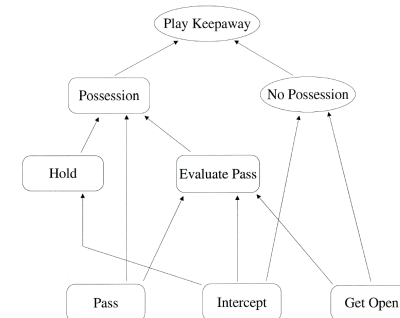 Play Keepaway
Possession
No Possession
Hold
Evaluate Pass
Pass
Intercept
Get Open